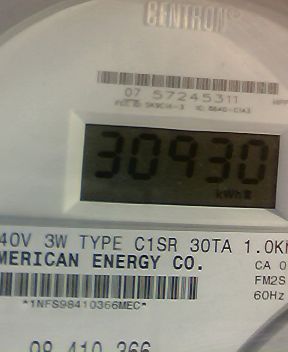 CENTRON®
07 57245311
30930
kWh
40V 3W TYPE C1SR 30TA 1.0K
MERICAN ENERGY CO.
CA 0
FM2S
60Hz
*1NFS98410366MEC*
98 410 366